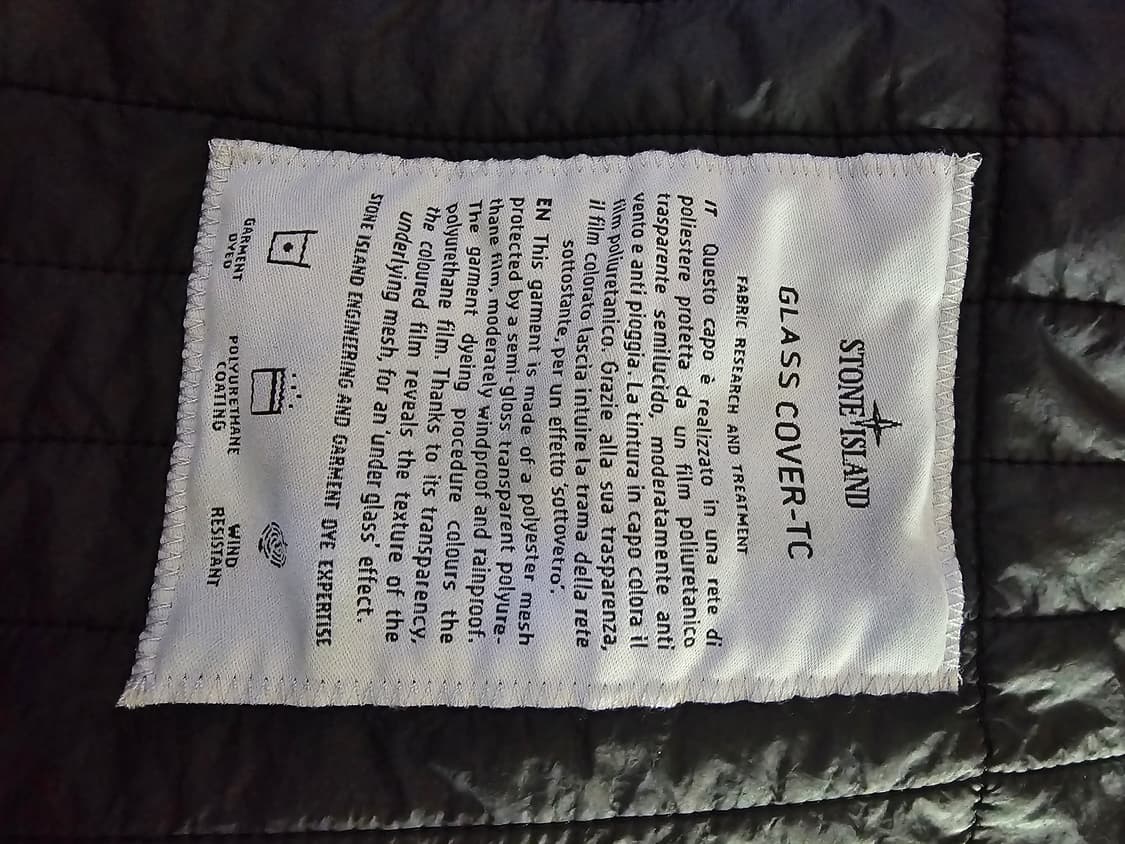 STONE ISLAND
GLASS COVER-TC
FABRIC RESEARCH AND TREATMENT
IT Questo capo è realizzato in una rete di
poliestere protetta da un film poliuretanico
trasparente semilucido, moderatamente anti
vento e anti pioggia. La tintura in capo colora il
film poliuretanico. Grazie alla sua trasparenza,
il film colorato lascia intuire la trama della rete
sottostante, per un effetto 'sottovetro'.
EN This garment is made of a polyester mesh
protected by a semi-gloss transparent polyure-
thane film, moderately windproof and rainproof.
The garment dyeing procedure colours the
polyurethane film. Thanks to its transparency,
the coloured film reveals the texture of the
underlying mesh, for an 'under glass' effect.
STONE ISLAND ENGINEERING AND GARMENT DYE EXPERTISE
GARMENT
DYED
POLYURETHANE
COATING
WIND
RESISTANT